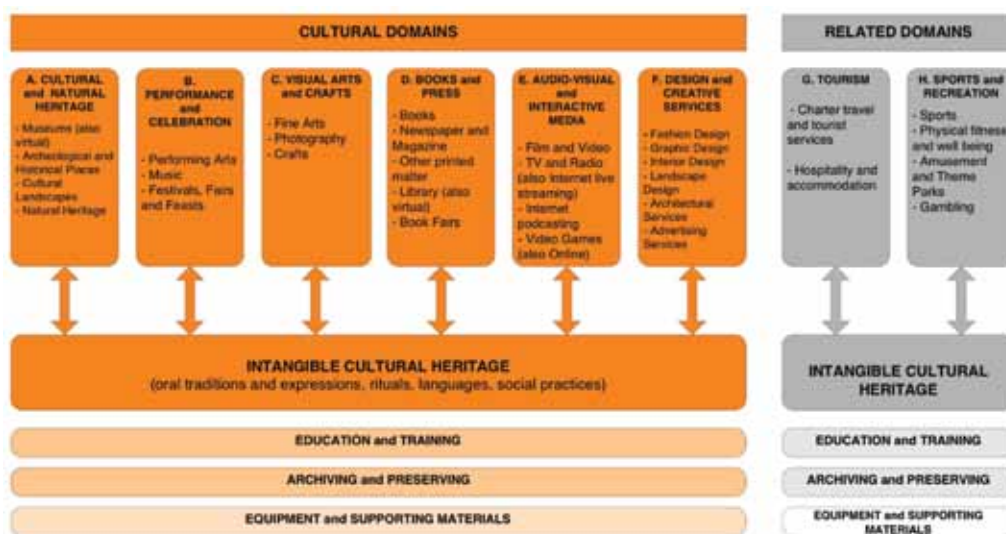 CULTURAL DOMAINS
RELATED DOMAINS
A. CULTURAL
and NATURAL
HERITAGE
- Museums (also
virtual)
- Archeological and
Historical Places
- Cultural
Landscapes
- Natural Heritage
B.
PERFORMANCE
and
CELEBRATION
- Performing Arts
- Music
- Festivals, Fairs
and Feasts
C. VISUAL ARTS
and CRAFTS
- Fine Arts
- Photography
- Crafts
D. BOOKS and
PRESS
- Books
- Newspaper and
Magazine
- Other printed
matter
- Library (also
virtual)
- Book Fairs
E. AUDIO-VISUAL
and
INTERACTIVE
MEDIA
- Film and Video
- TV and Radio
(also Internet live
streaming)
- Internet
podcasting
- Video Games
(also Online)
F. DESIGN and
CREATIVE
SERVICES
- Fashion Design
- Graphic Design
- Interior Design
- Landscape
Design
- Architectural
Services
- Advertising
Services
G. TOURISM
- Charter travel
and tourist
services
- Hospitality and
accommodation
H. SPORTS and
RECREATION
- Sports
- Physical fitness
and well being
- Amusement
and Theme
Parks
- Gambling
INTANGIBLE CULTURAL HERITAGE
(oral traditions and expressions, rituals, languages, social practices)
INTANGIBLE CULTURAL
HERITAGE
EDUCATION and TRAINING
EDUCATION and TRAINING
ARCHIVING and PRESERVING
ARCHIVING and PRESERVING
EQUIPMENT and SUPPORTING MATERIALS
EQUIPMENT and SUPPORTING
MATERIALS